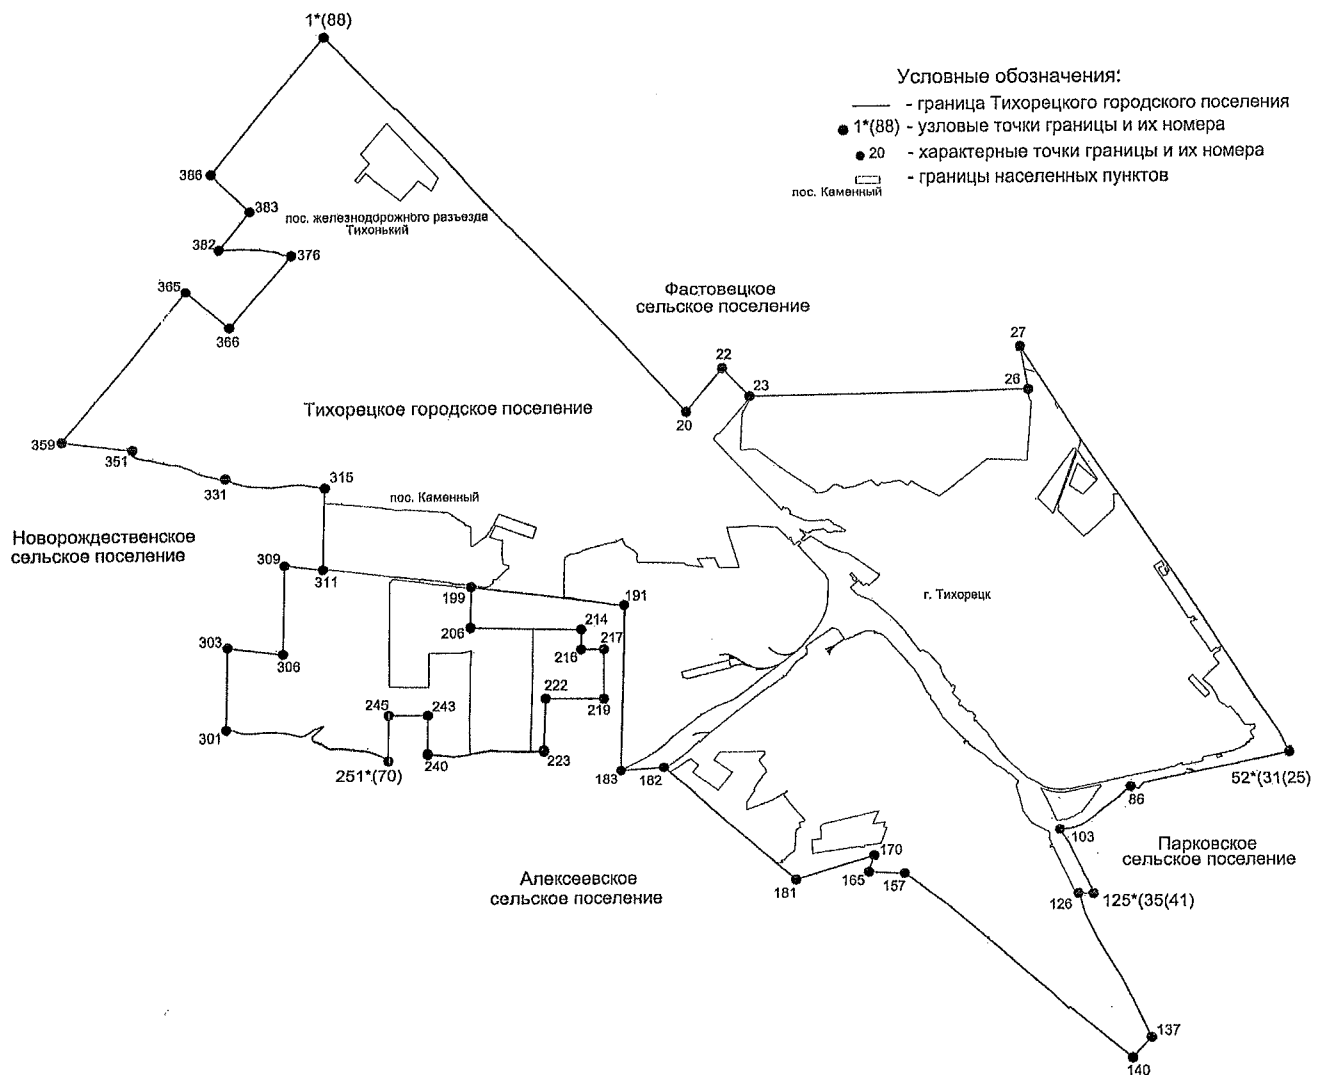 1*(88)
Условные обозначения:
- граница Тихорецкого городского поселения
1*(88) - узловые точки границы и их номера
20 - характерные точки границы и их номера
- границы населенных пунктов
пос. Каменный
386
383
пос. железнодорожного разъезда
Тихонький
382
376
365
366
Фастовецкое
сельское поселение
27
22
23
26
20
Тихорецкое городское поселение
359
351
331
315
пос. Каменный
Новорождественское
сельское поселение
309
311
199
191
г. Тихорецк
206
214
217
216
303
306
222
219
245
243
301
251*(70)
240
223
183
182
52*(31(25)
86
103
Парковское
сельское поселение
170
165
157
181
Алексеевское
сельское поселение
126
125*(35(41)
137
140